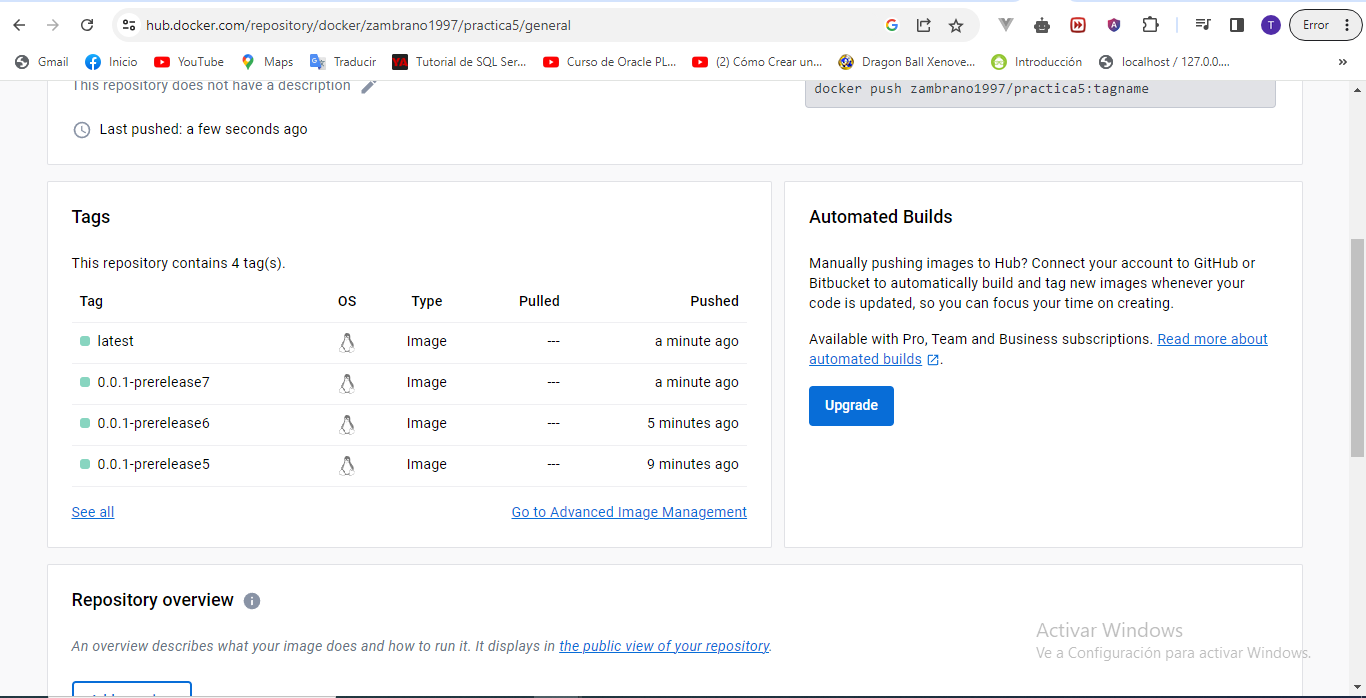 hub.docker.com/repository/docker/zambrano1997/practica5/general
T
Error
Gmail
Inicio
YouTube
Maps
Traducir
YA Tutorial de SQL Ser...
Curso de Oracle PL...
(2) Cómo Crear un...
Dragon Ball Xenove...
Introducción
localhost / 127.0.0....
»
This repository does not have a description
docker push zambrano1997/practica5:tagname
Last pushed: a few seconds ago
Tags
This repository contains 4 tag(s).
Tag OS Type Pulled Pushed
latest Image --- a minute ago
0.0.1-prerelease7 Image --- a minute ago
0.0.1-prerelease6 Image --- 5 minutes ago
0.0.1-prerelease5 Image --- 9 minutes ago
See all
Go to Advanced Image Management
Automated Builds
Manually pushing images to Hub? Connect your account to GitHub or
Bitbucket to automatically build and tag new images whenever your
code is updated, so you can focus your time on creating.
Available with Pro, Team and Business subscriptions. Read more about
automated builds.
Upgrade
Repository overview
An overview describes what your image does and how to run it. It displays in the public view of your repository.
Activar Windows
Ve a Configuración para activar Windows.